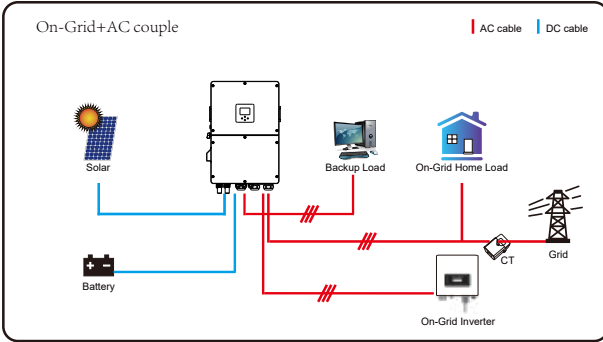 On-Grid+AC couple
AC cable
DC cable
Solar
Backup Load
On-Grid Home Load
CT
Grid
Battery
On-Grid Inverter